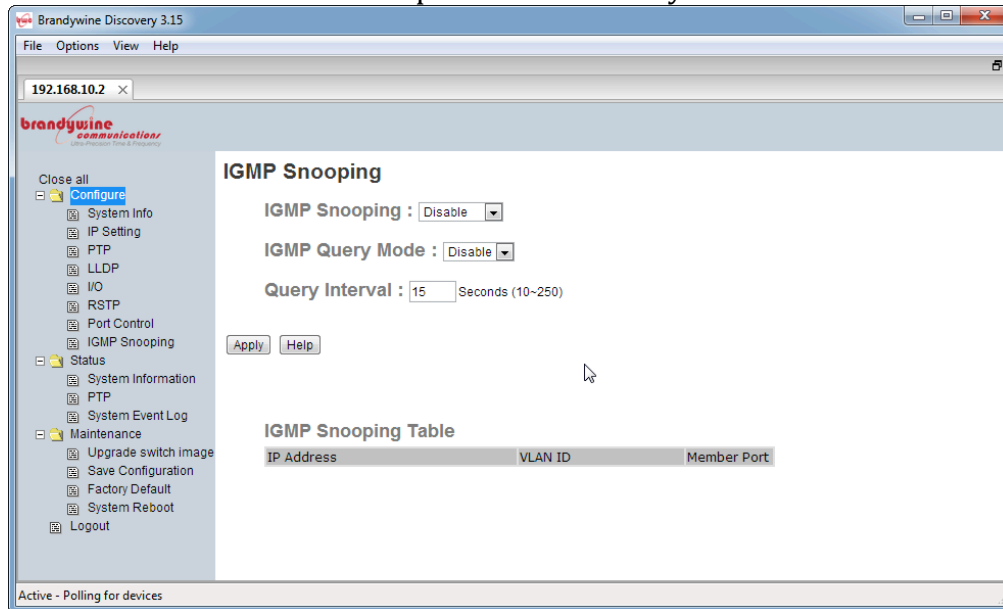 Brandywine Discovery 3.15
File Options View Help
192.168.10.2
brandywine
communications
Ultra-Precision Time & Frequency
Close all
Configure
System Info
IP Setting
PTP
LLDP
I/O
RSTP
Port Control
IGMP Snooping
Status
System Information
PTP
System Event Log
Maintenance
Upgrade switch image
Save Configuration
Factory Default
System Reboot
Logout
IGMP Snooping
IGMP Snooping : Disable
IGMP Query Mode : Disable
Query Interval : 15 Seconds (10~250)
Apply Help
IGMP Snooping Table
IP Address VLAN ID Member Port
Active - Polling for devices